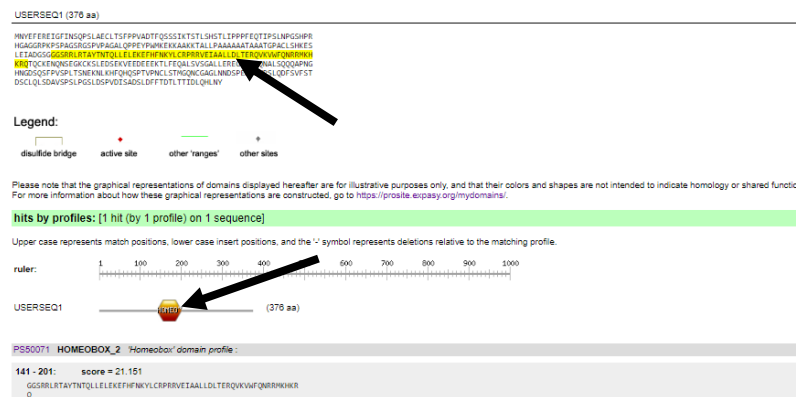 USERSEQ1 (376 aa)
MNYEFEREIGFINSQPSLAECLTSFPPVADTFQSSSIKTSTLSHSTLIPPPFEQTIPSLNPGSHPR
HGAGGRPKPSPAGSRGSPVPAGALQPPEYPWMKEKKAAKKTALLPAAAAAATAAATGPACLSHKES
LEIADGSGGGSRRLRTAYTNTQLLELEKEFHFNKYLCRPRRVEIAALLDLTERQVKVWFQNRRMKH
KRQTQCKENQNSEGKCKSLEDSEKVEEDEEEKTLFEQALSVSGALLERE NALSQQQAPNG
HNGDSQSFPVSPLTSNEKNLKHFQHQSPTVPNCLSTMGQNCGAGLNNDSPE PSLQDFSVFST
DSCLQLSDAVSPSLPGSLDSPVDISADSLDFFTDTLTTIDLQHLNY
Legend:
disulfide bridge active site other 'ranges' other sites
Please note that the graphical representations of domains displayed hereafter are for illustrative purposes only, and that their colors and shapes are not intended to indicate homology or shared functio
For more information about how these graphical representations are constructed, go to https://prosite.expasy.org/mydomains/.
hits by profiles: [1 hit (by 1 profile) on 1 sequence]
Upper case represents match positions, lower case insert positions, and the '-' symbol represents deletions relative to the matching profile.
ruler: 1 100 200 300 400 500 600 700 800 900 1000
USERSEQ1 (376 aa)
PS50071 HOMEOBOX_2 'Homeobox' domain profile :
141 - 201: score = 21.151
GGSRRLRTAYTNTQLLELEKEFHFNKYLCRPRRVEIAALLDLTERQVKVWFQNRRMKHKR
Q